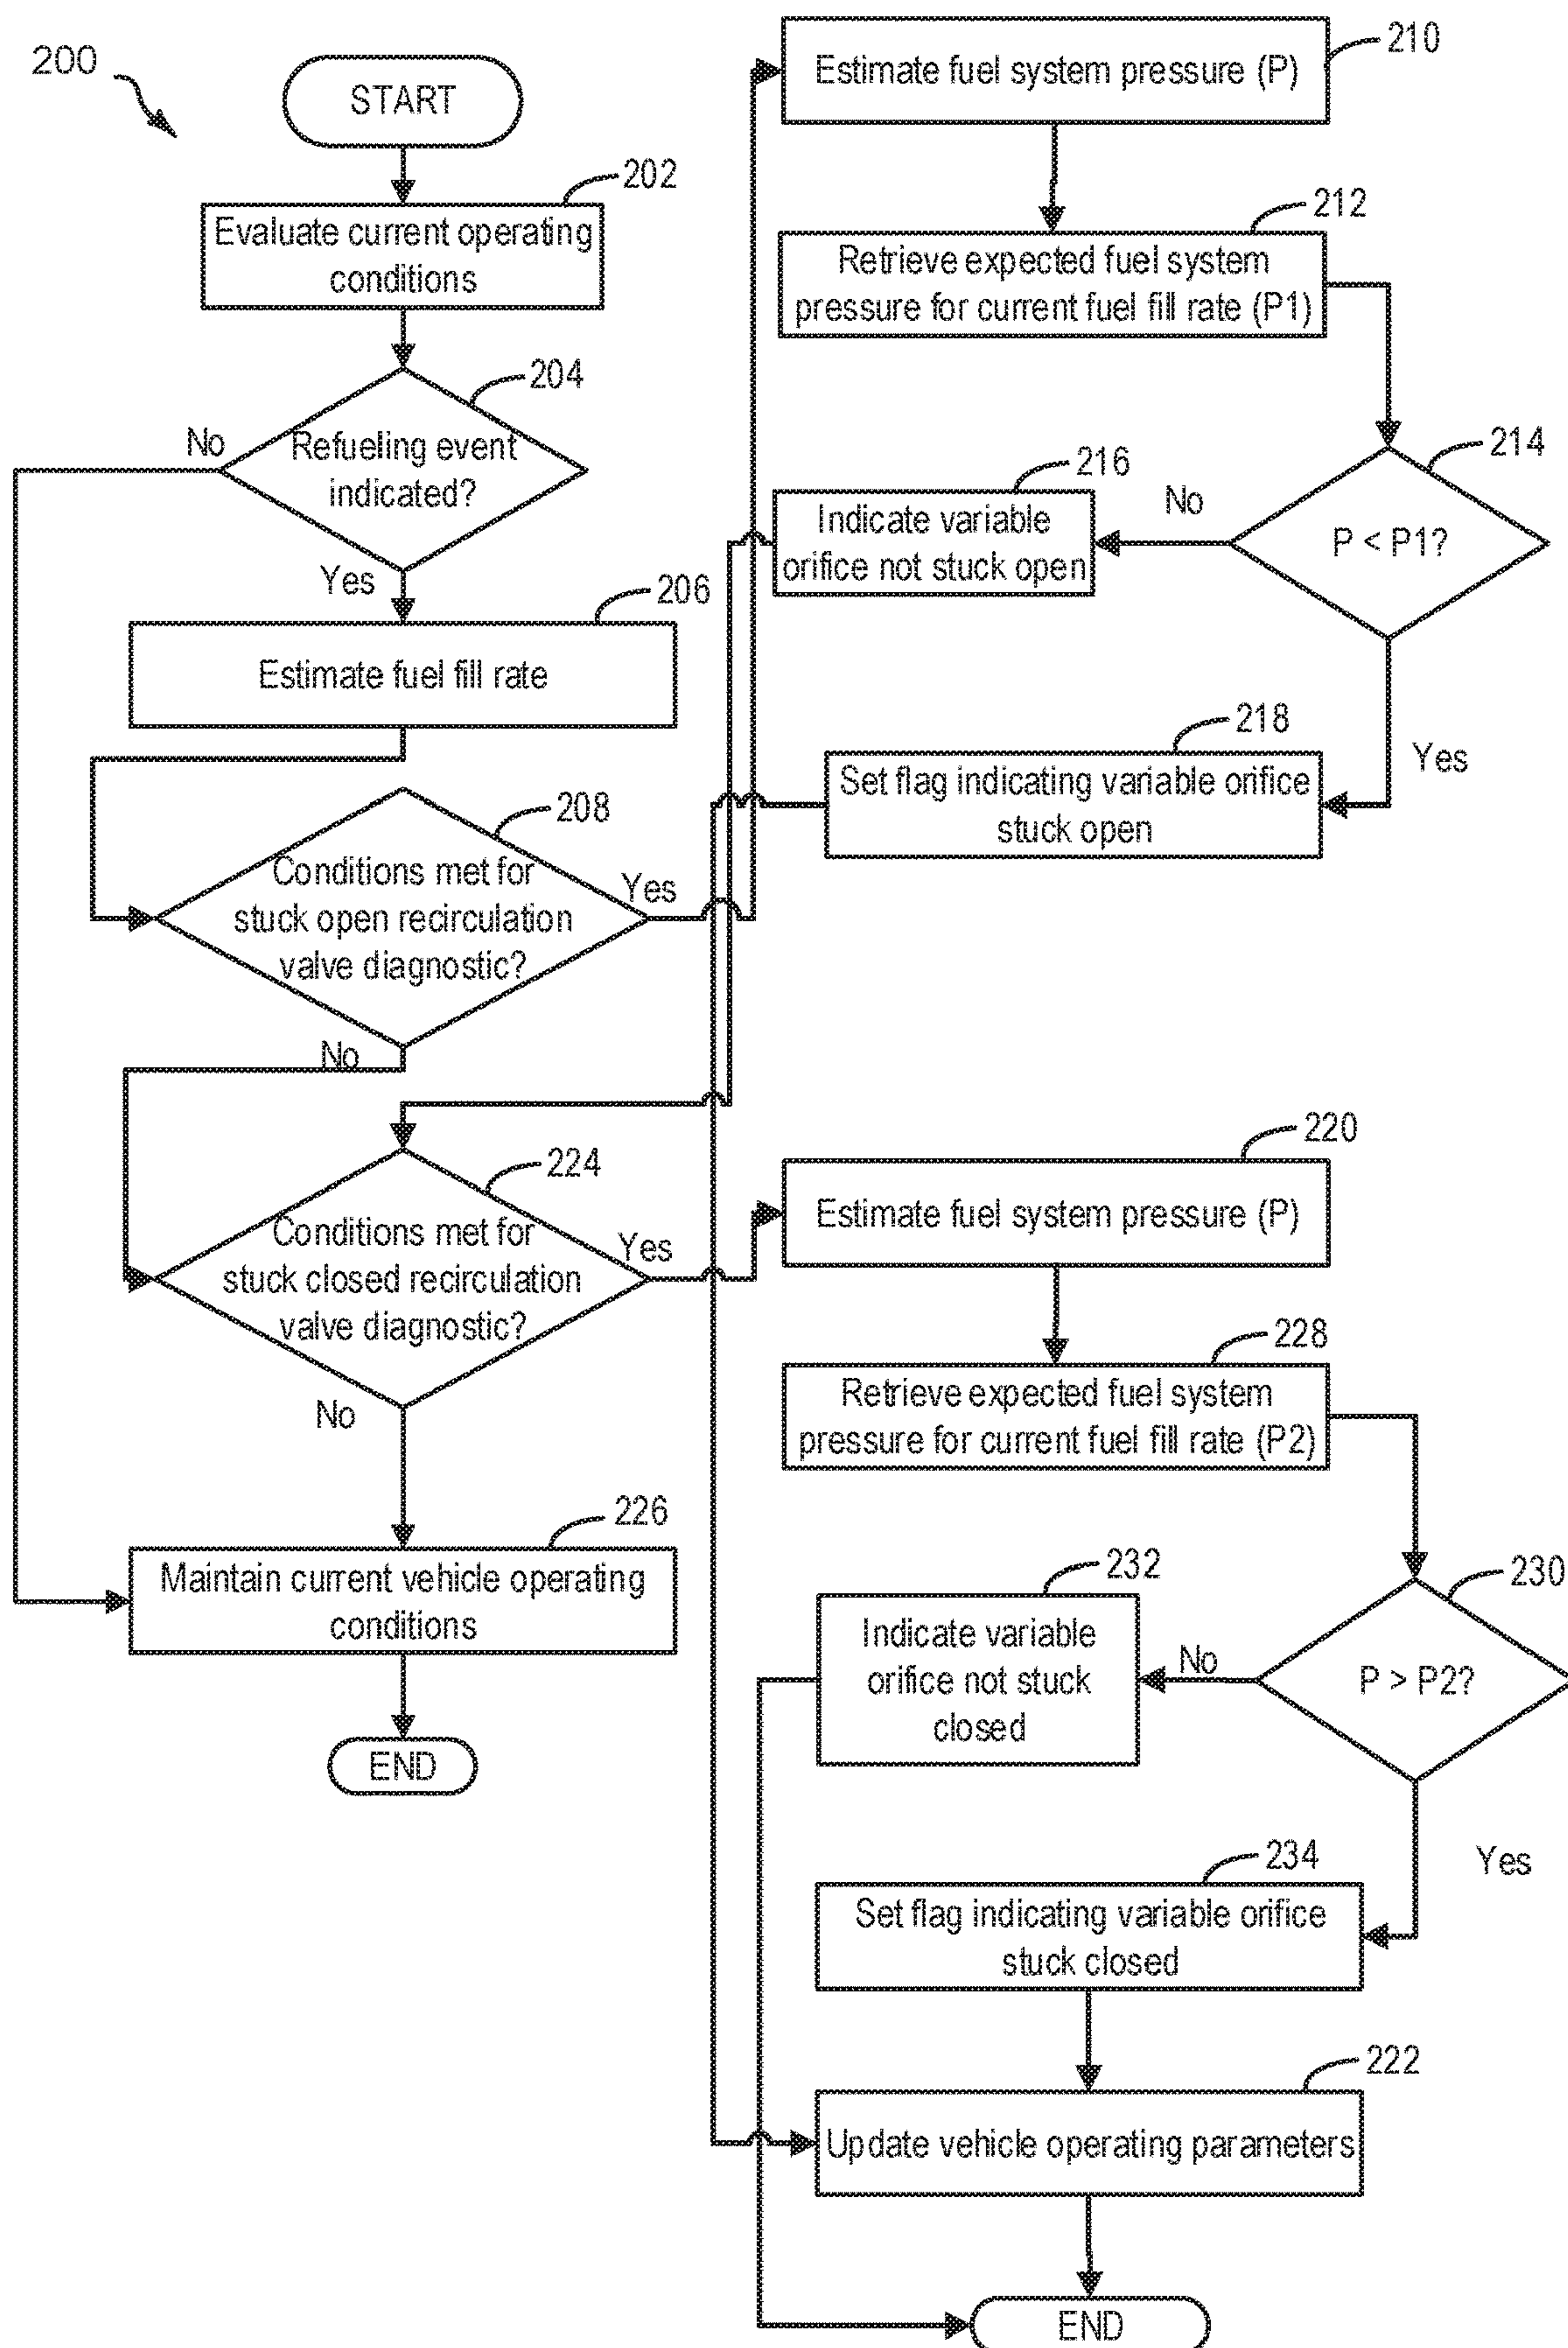 200
START
202
Evaluate current operating
conditions
204
Refueling event
indicated?
No
Yes
206
Estimate fuel fill rate
208
Conditions met for
stuck open recirculation
valve diagnostic?
Yes
No
224
Conditions met for
stuck closed recirculation
valve diagnostic?
Yes
No
226
Maintain current vehicle operating
conditions
END
210
Estimate fuel system pressure (P)
212
Retrieve expected fuel system
pressure for current fuel fill rate (P1)
214
P < P1?
No
Yes
216
Indicate variable
orifice not stuck open
218
Set flag indicating variable orifice
stuck open
220
Estimate fuel system pressure (P)
228
Retrieve expected fuel system
pressure for current fuel fill rate (P2)
230
P > P2?
No
Yes
232
Indicate variable
orifice not stuck
closed
234
Set flag indicating variable orifice
stuck closed
222
Update vehicle operating parameters
END